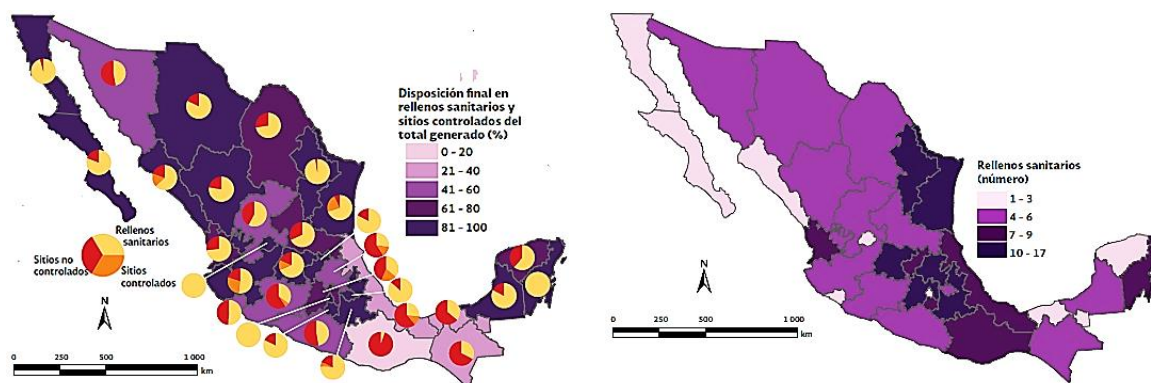 Disposición final en
rellenos sanitarios y
sitios controlados del
total generado (%)
0 - 20
21 - 40
41 - 60
61 - 80
81 - 100
Rellenos
sanitarios
Sitios no
controlados
Sitios
controlados
N
0
250
500
1 000
km
Rellenos sanitarios
(número)
1 - 3
4 - 6
7 - 9
10 - 17
N
0
250
500
1 000
km